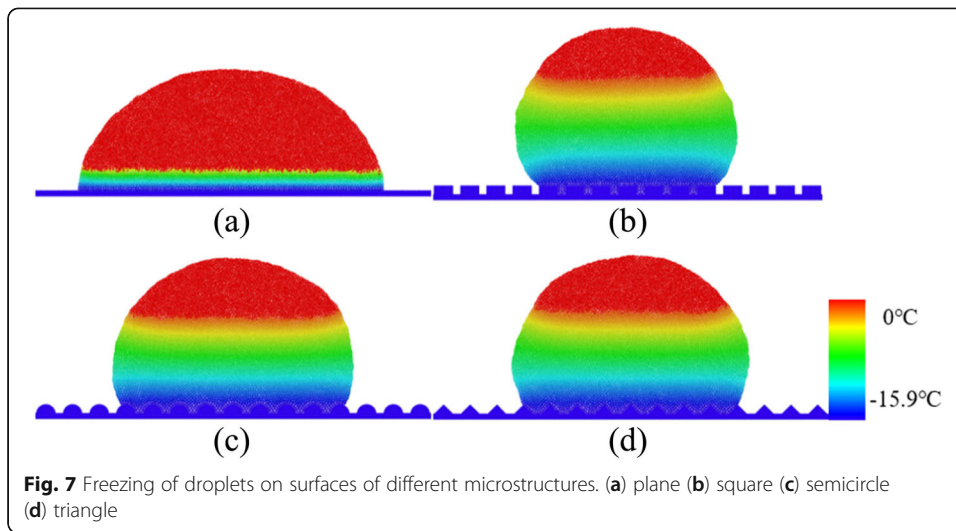 (a)
(b)
(c)
(d)
0℃
-15.9℃
Fig. 7 Freezing of droplets on surfaces of different microstructures. (a) plane (b) square (c) semicircle
(d) triangle